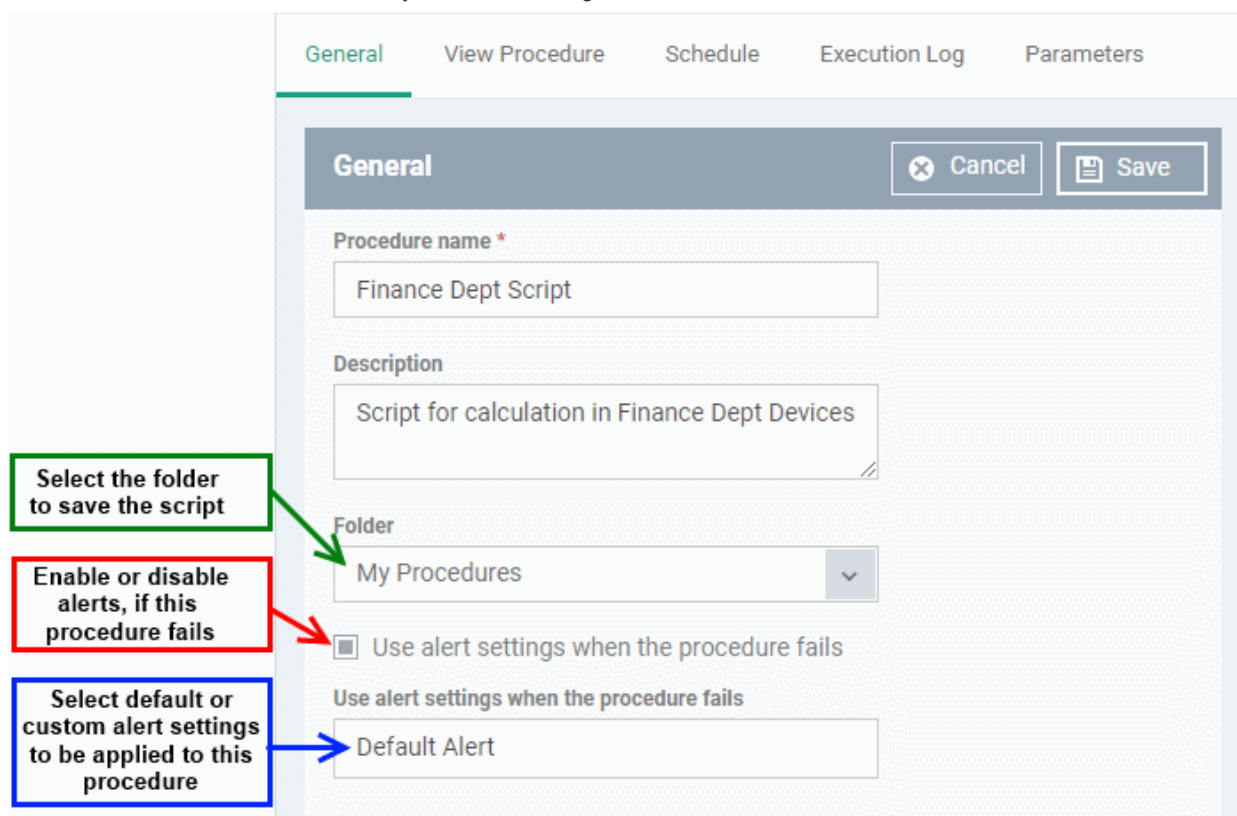 General View Procedure Schedule Execution Log Parameters
General Cancel Save
Procedure name *
Finance Dept Script
Description
Script for calculation in Finance Dept Devices
Select the folder
to save the script
Folder
My Procedures
Enable or disable
alerts, if this
procedure fails
Use alert settings when the procedure fails
Use alert settings when the procedure fails
Select default or
custom alert settings
to be applied to this
procedure
Default Alert